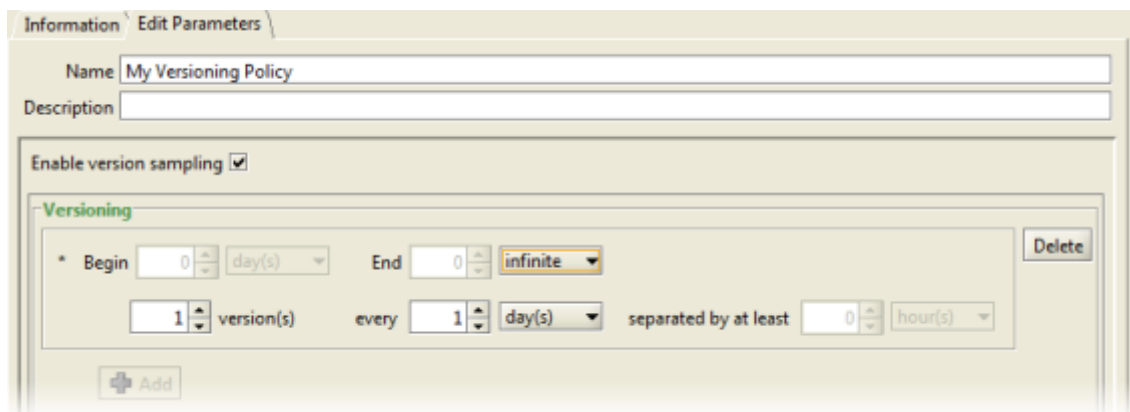 Information Edit Parameters
Name My Versioning Policy
Description
Enable version sampling
Versioning
* Begin 0 day(s) End 0 infinite Delete
1 version(s) every 1 day(s) separated by at least 0 hour(s)
Add